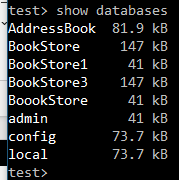 test> show databases
AddressBook  81.9 kB
BookStore     147 kB
BookStore1     41 kB
BookStore3    147 kB
BoookStore     41 kB
admin          41 kB
config       73.7 kB
local        73.7 kB
test>